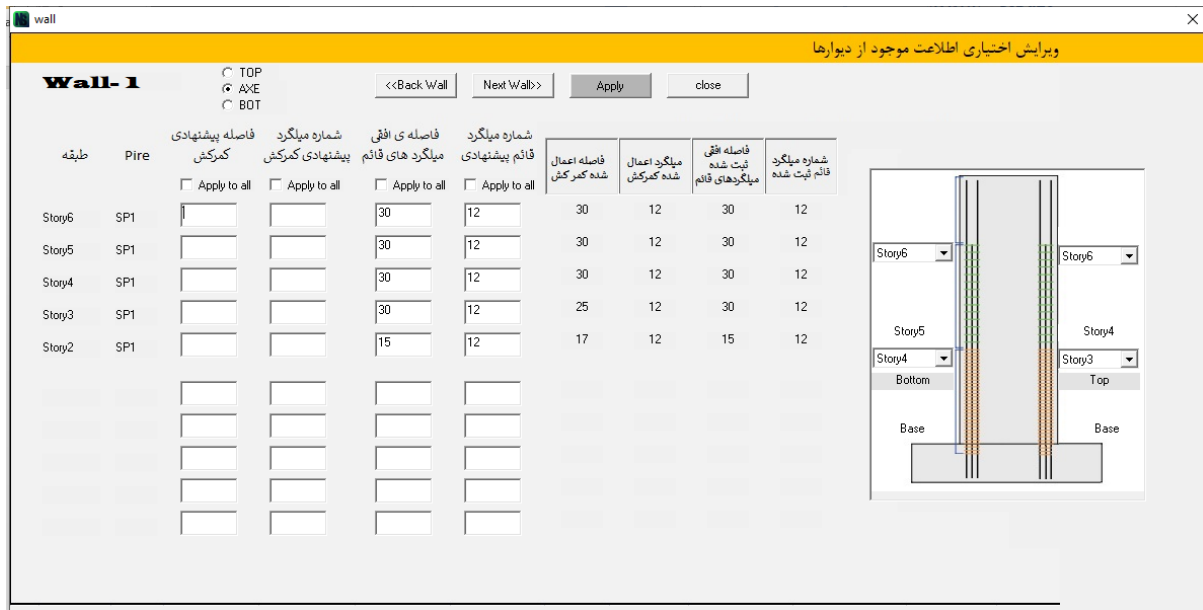 wall
ویرایش اختیاری اطلاعت موجود از دیوارها
Wall- 1
TOP
AXE
BOT
<<Back Wall
Next Wall>>
Apply
close
طبقه
Pire
فاصله پیشنهادی
کمرکش
شماره میلگرد
پیشنهادی کمرکش
فاصله ی افقی
میلگرد های قائم
شماره میلگرد
قائم پیشنهادی
فاصله اعمال
شده کمر کش
میلگرد اعمال
شده کمرکش
فاصله افقی
ثبت شده
میلگردهای قائم
شماره میلگرد
قائم ثبت شده
Apply to all
Apply to all
Apply to all
Apply to all
Story6 SP1 30 12 30 12 30 12
Story5 SP1 30 12 30 12 30 12
Story4 SP1 30 12 30 12 30 12
Story3 SP1 30 12 25 12 30 12
Story2 SP1 15 12 17 12 15 12
Story6
Story6
Story5
Story4
Story4
Story3
Bottom
Top
Base
Base